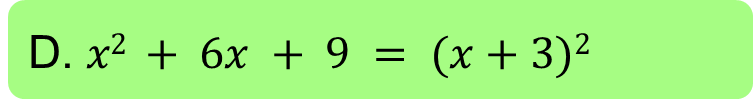 D. x² + 6x + 9 = (x + 3)²